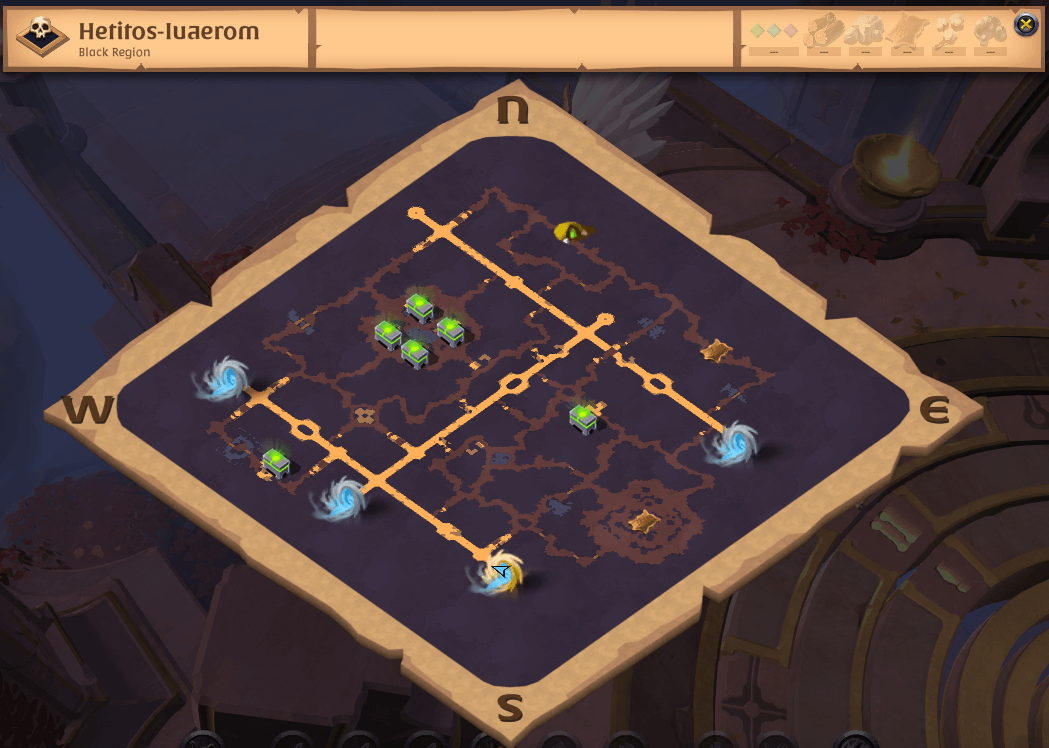 Hetitos-Iuaerom
Black Region
--- --- --- --- --- ---
N
W E
S